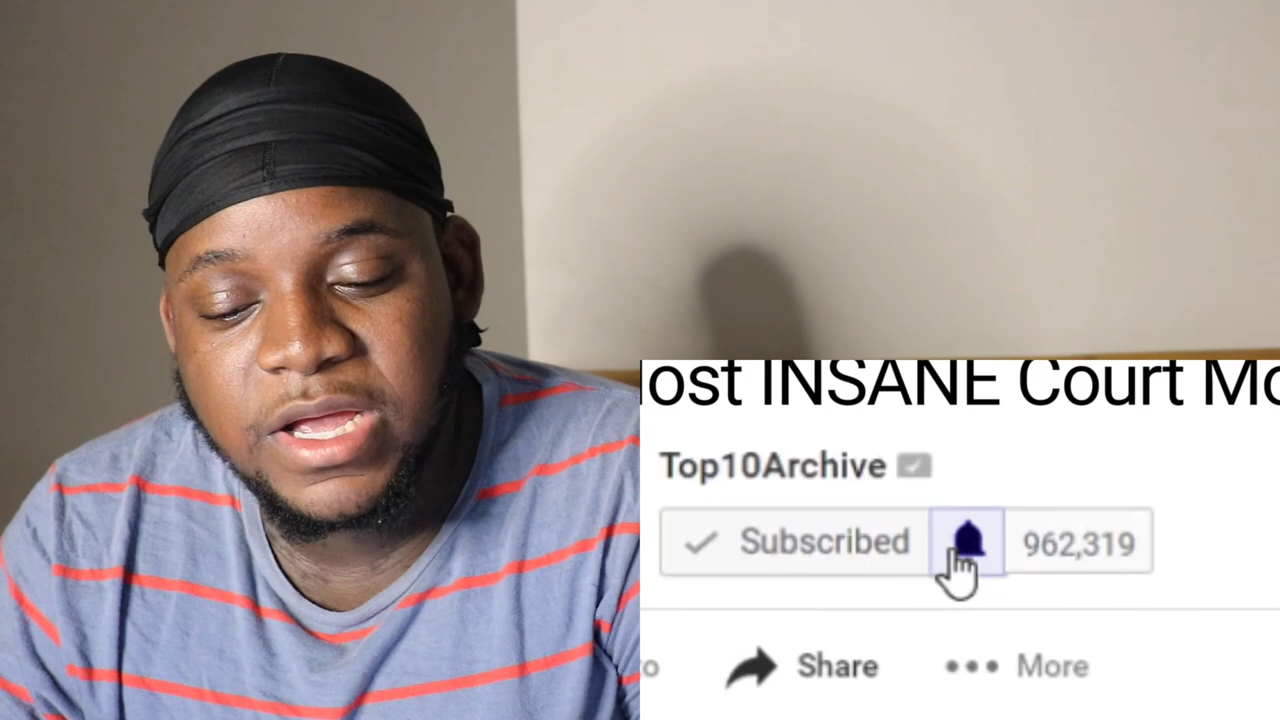 ost INSANE Court Mo
Top10Archive
Subscribed 962,319
o Share More